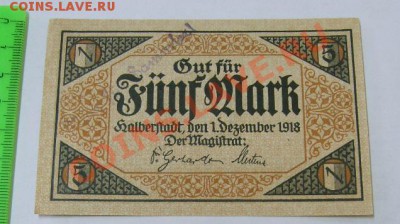 COINS.LAVE.RU
N 5
Gut für
Fünf Mark
Halberstadt, den 1. Dezember 1918
Der Magistrat:
5 N